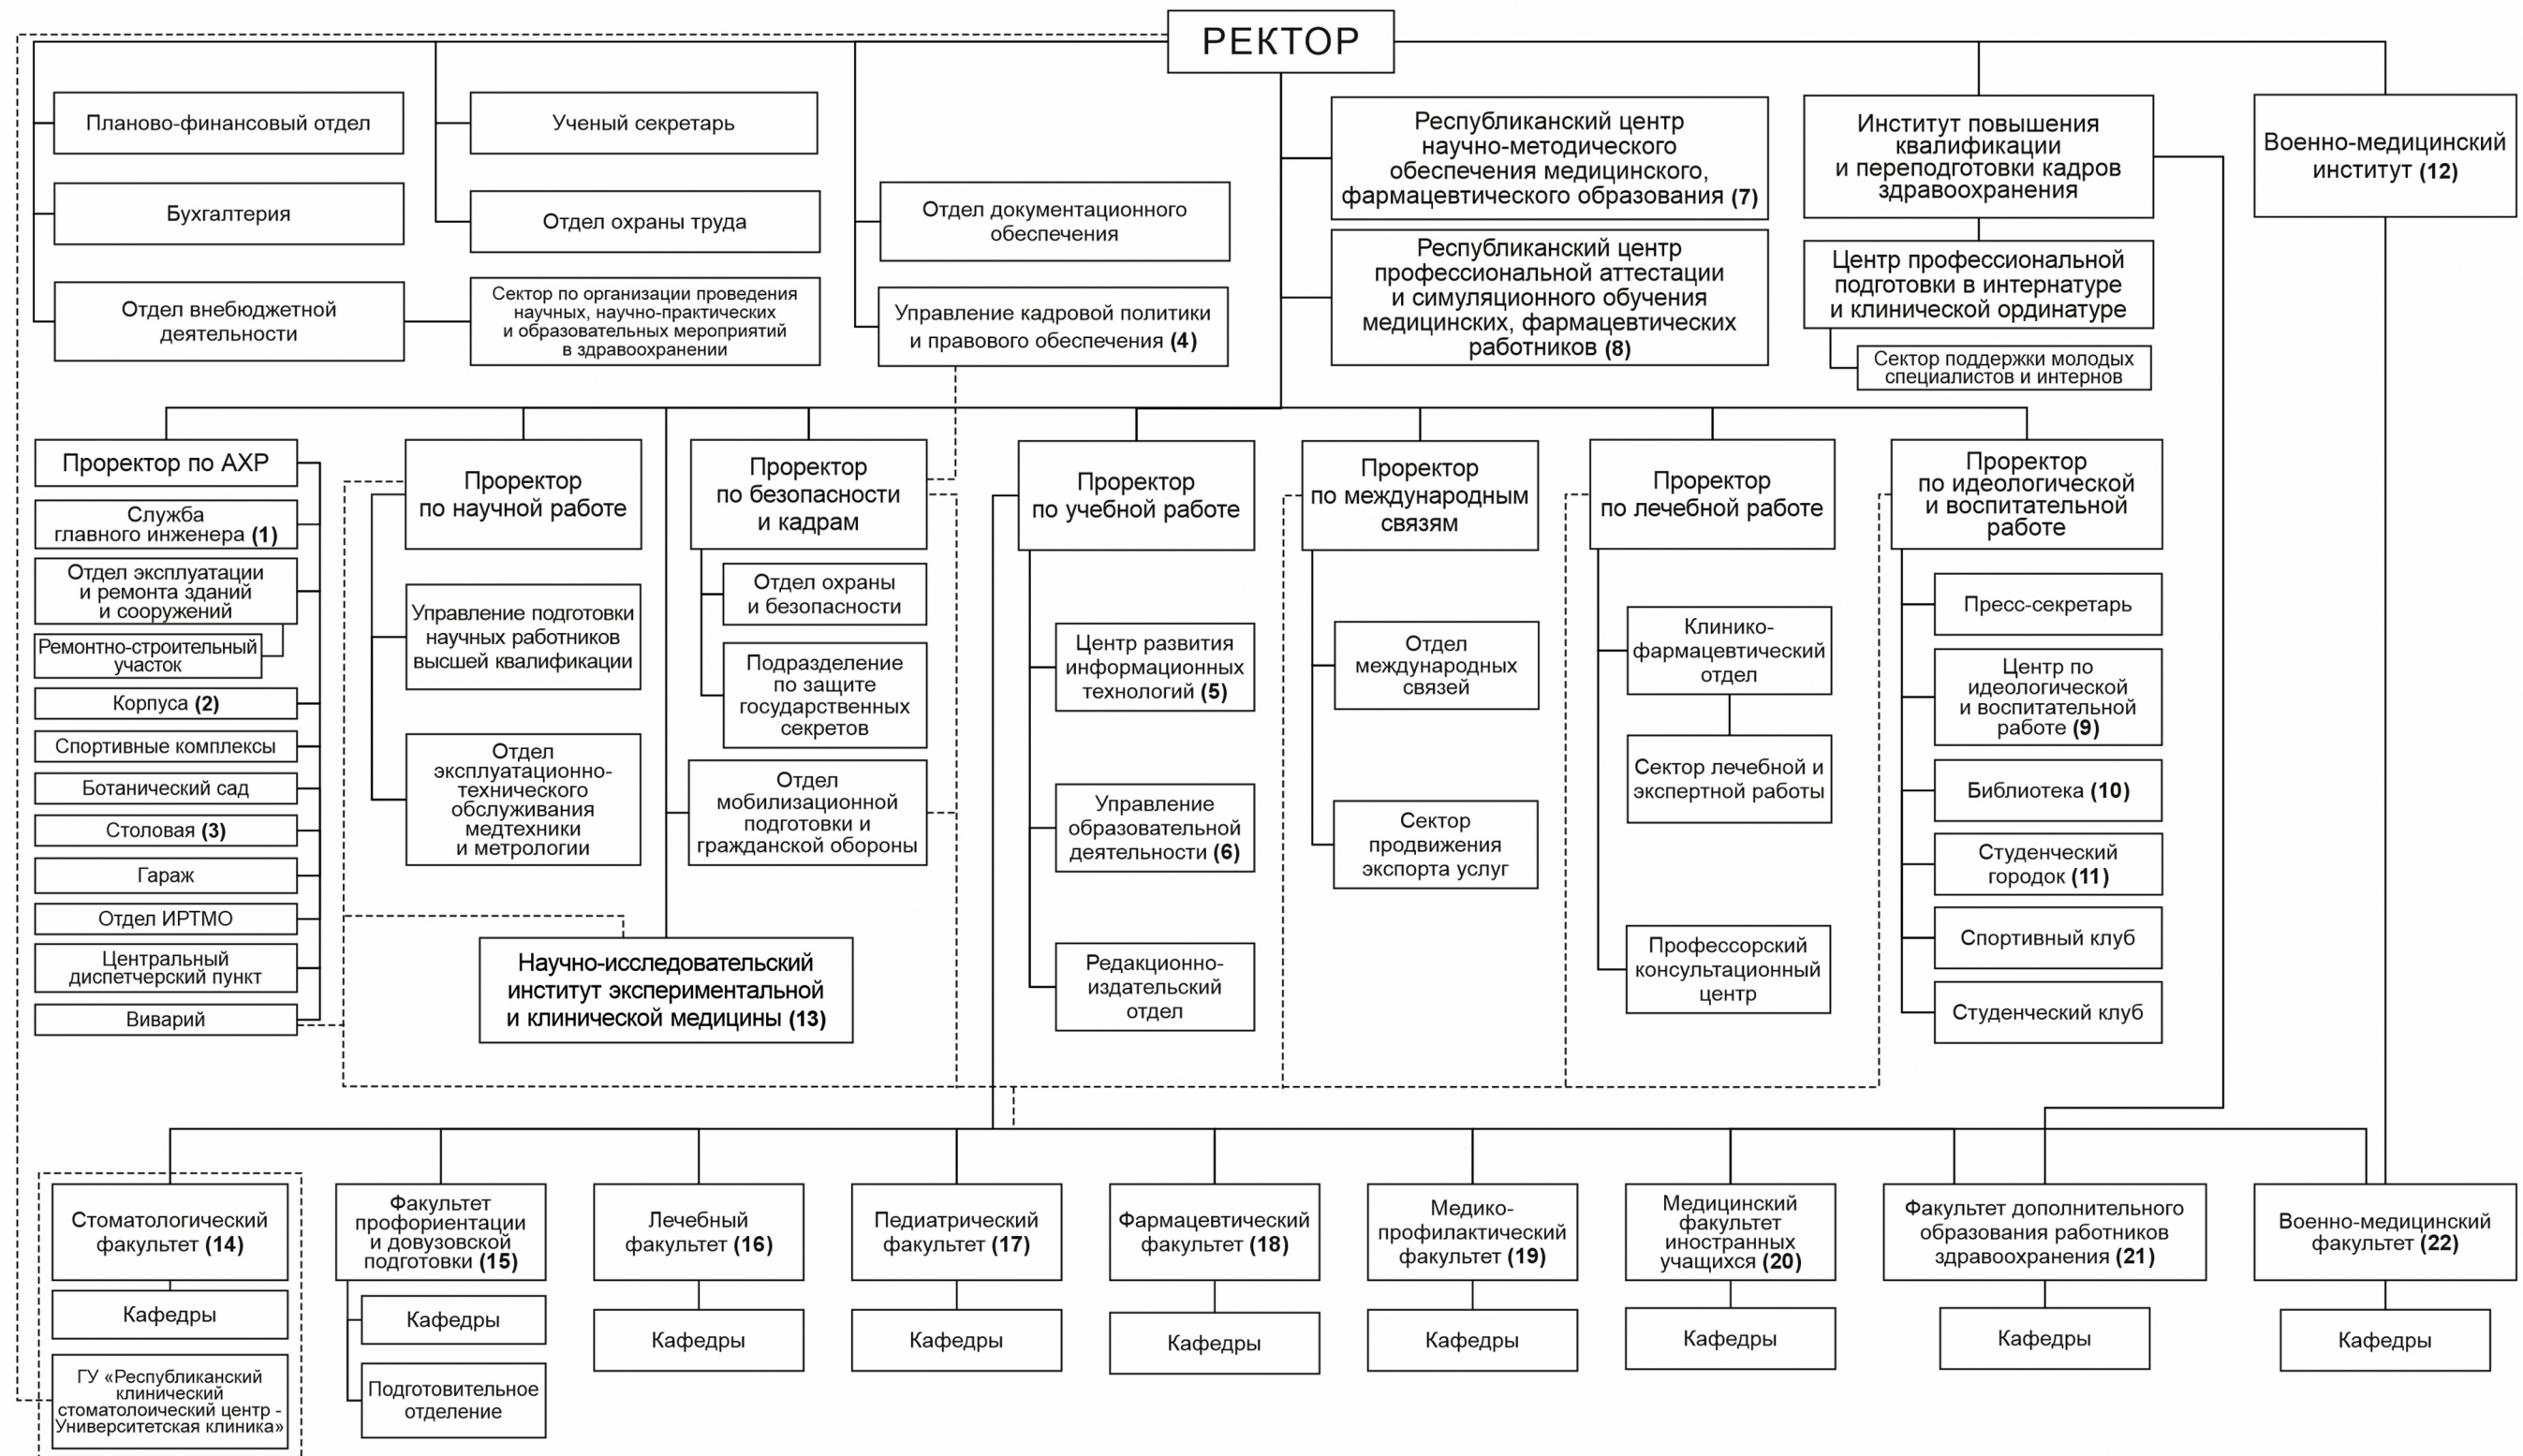 РЕКТОР
Планово-финансовый отдел
Бухгалтерия
Отдел внебюджетной
деятельности
Ученый секретарь
Отдел охраны труда
Сектор по организации проведения
научных, научно-практических
и образовательных мероприятий
в здравоохранении
Отдел документационного
обеспечения
Управление кадровой политики
и правового обеспечения (4)
Республиканский центр
научно-методического
обеспечения медицинского,
фармацевтического образования (7)
Республиканский центр
профессиональной аттестации
и симуляционного обучения
медицинских, фармацевтических
работников (8)
Институт повышения
квалификации
и переподготовки кадров
здравоохранения
Центр профессиональной
подготовки в интернатуре
и клинической ординатуре
Сектор поддержки молодых
специалистов и интернов
Военно-медицинский
институт (12)
Проректор по АХР
Служба
главного инженера (1)
Отдел эксплуатации
и ремонта зданий
и сооружений
Ремонтно-строительный
участок
Корпуса (2)
Спортивные комплексы
Ботанический сад
Столовая (3)
Гараж
Отдел ИРТМО
Центральный
диспетчерский пункт
Виварий
Проректор
по научной работе
Управление подготовки
научных работников
высшей квалификации
Отдел
эксплуатационно-
технического
обслуживания
медтехники
и метрологии
Проректор
по безопасности
и кадрам
Отдел охраны
и безопасности
Подразделение
по защите
государственных
секретов
Отдел
мобилизационной
подготовки и
гражданской обороны
Научно-исследовательский
институт экспериментальной
и клинической медицины (13)
Проректор
по учебной работе
Центр развития
информационных
технологий (5)
Управление
образовательной
деятельности (6)
Редакционно-
издательский
отдел
Проректор
по международным
связям
Отдел
международных
связей
Сектор
продвижения
экспорта услуг
Проректор
по лечебной работе
Клинико-
фармацевтический
отдел
Сектор лечебной и
экспертной работы
Профессорский
консультационный
центр
Проректор
по идеологической
и воспитательной
работе
Пресс-секретарь
Центр по
идеологической
и воспитательной
работе (9)
Библиотека (10)
Студенческий
городок (11)
Спортивный клуб
Студенческий клуб
Стоматологический
факультет (14)
Кафедры
ГУ «Республиканский
клинический
стоматолоический центр -
Университетская клиника»
Факультет
профориентации
и довузовской
подготовки (15)
Кафедры
Подготовительное
отделение
Лечебный
факультет (16)
Кафедры
Педиатрический
факультет (17)
Кафедры
Фармацевтический
факультет (18)
Кафедры
Медико-
профилактический
факультет (19)
Кафедры
Медицинский
факультет
иностранных
учащихся (20)
Кафедры
Факультет дополнительного
образования работников
здравоохранения (21)
Кафедры
Военно-медицинский
факультет (22)
Кафедры